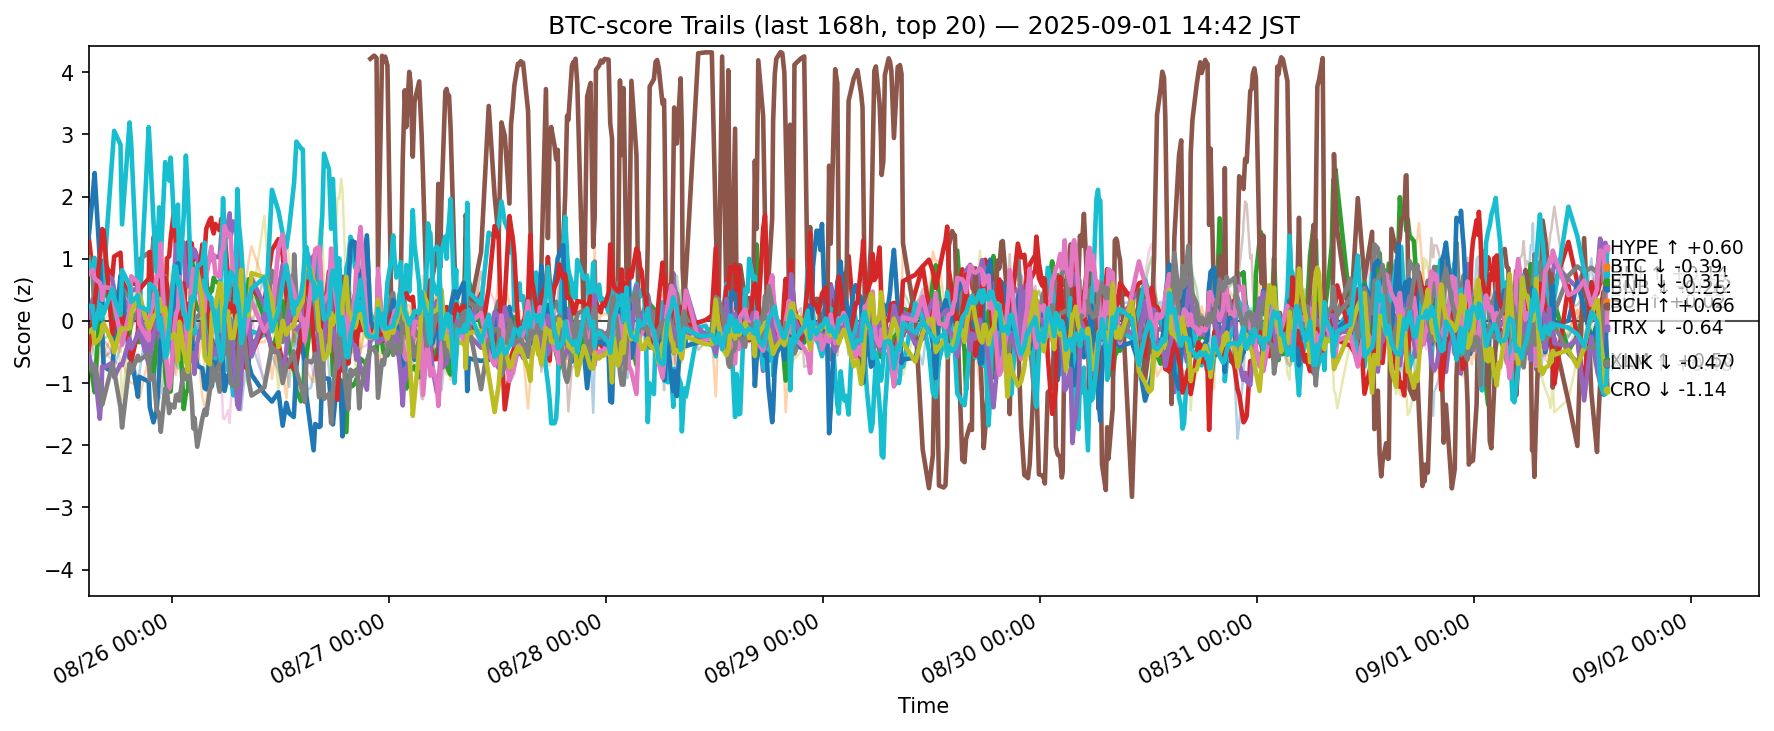 BTC-score Trails (last 168h, top 20) — 2025-09-01 14:42 JST
Score (z)
4
3
2
1
0
−1
−2
−3
−4
HYPE ↑ +0.60
BTC ↓ -0.39
ETH ↓ -0.31
BCH ↑ +0.66
TRX ↓ -0.64
LINK ↓ -0.47
CRO ↓ -1.14
08/26 00:00
08/27 00:00
08/28 00:00
08/29 00:00
08/30 00:00
08/31 00:00
09/01 00:00
09/02 00:00
Time